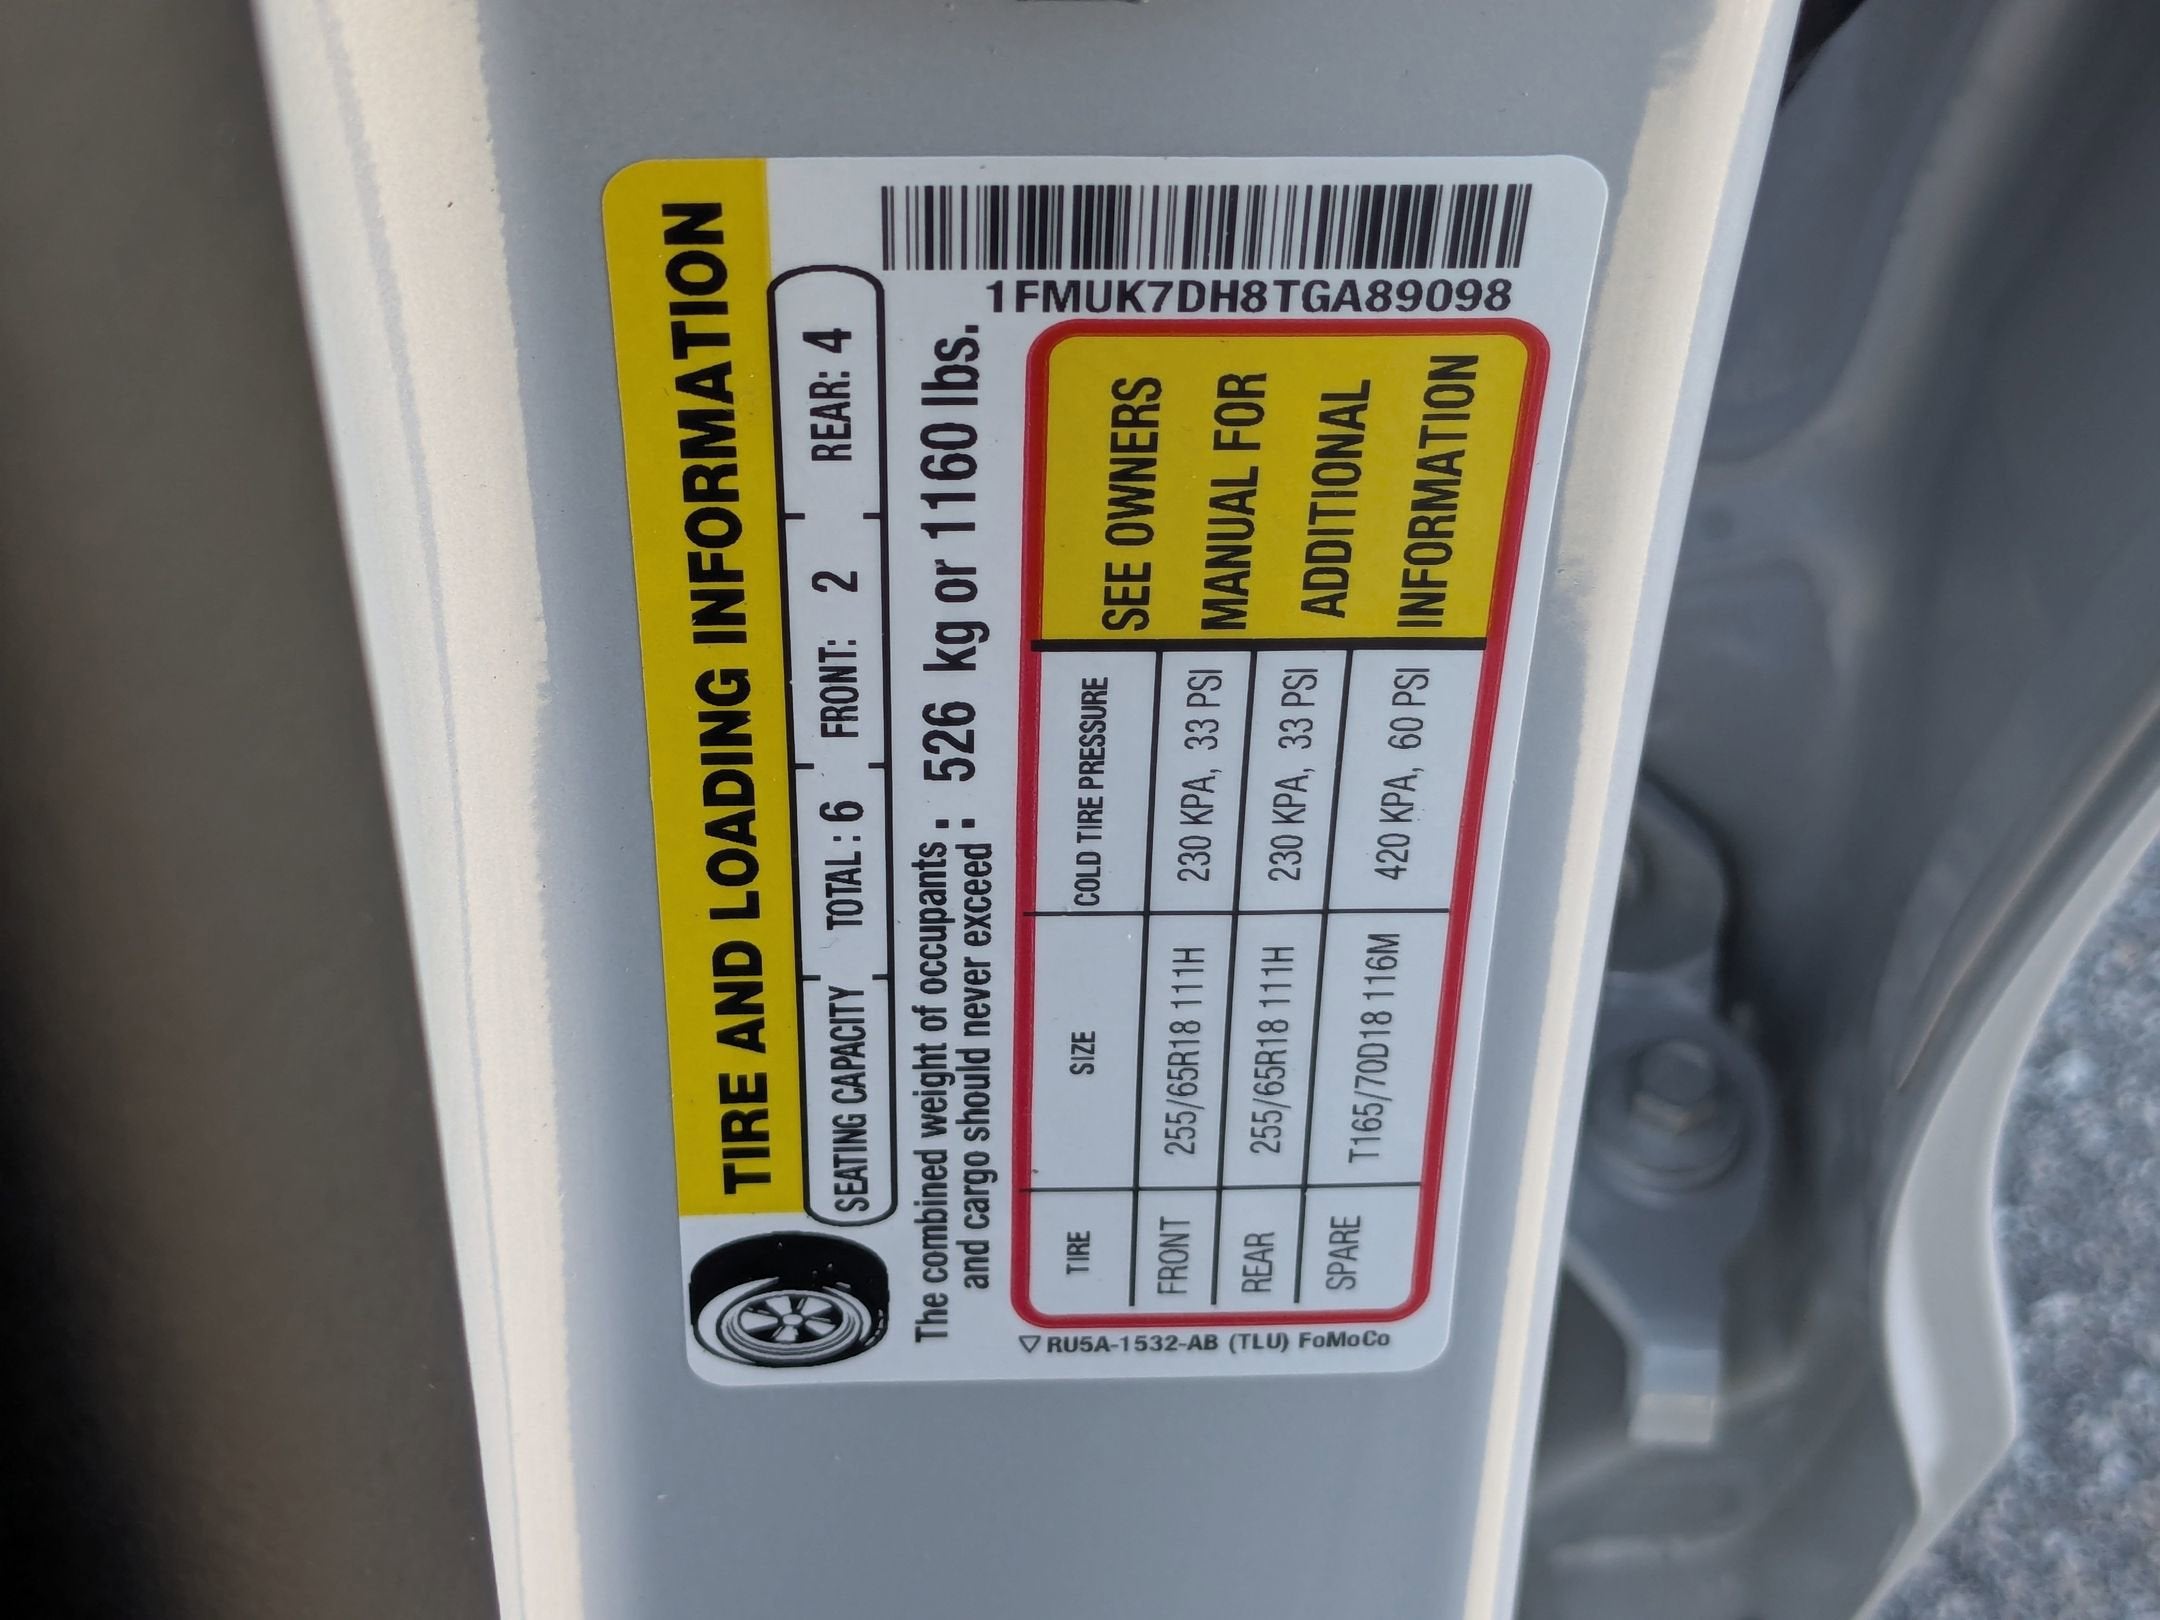 TIRE AND LOADING INFORMATION
SEATING CAPACITY TOTAL : 6 FRONT: 2 REAR: 4
The combined weight of occupants :
and cargo should never exceed : 526 kg or 1160 lbs.
TIRE SIZE COLD TIRE PRESSURE
FRONT 255/65R18 111H 230 KPA, 33 PSI
REAR 255/65R18 111H 230 KPA, 33 PSI
SPARE T165/70D18 116M 420 KPA, 60 PSI
SEE OWNERS
MANUAL FOR
ADDITIONAL
INFORMATION
1FMUK7DH8TGA89098
RU5A-1532-AB (TLU) FoMoCo